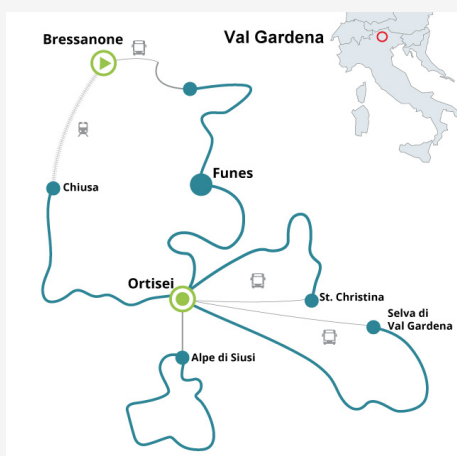 Bressanone
Val Gardena
Funes
Chiusa
Ortisei
St. Christina
Selva di
Val Gardena
Alpe di Siusi